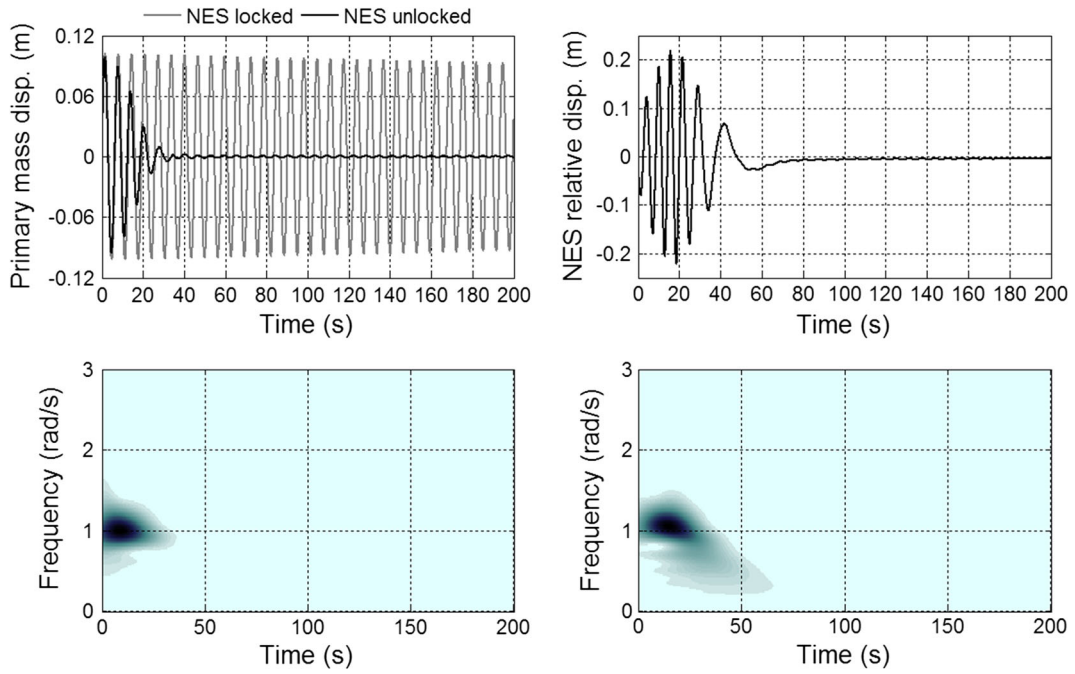 NES locked NES unlocked
Primary mass disp. (m)
0.12
0.06
0
-0.06
-0.12
0 20 40 60 80 100 120 140 160 180 200
Time (s)
NES relative disp. (m)
0.2
0.1
0
-0.1
-0.2
0 20 40 60 80 100 120 140 160 180 200
Time (s)
Frequency (rad/s)
3
2
1
0
0 50 100 150 200
Time (s)
Frequency (rad/s)
3
2
1
0
0 50 100 150 200
Time (s)